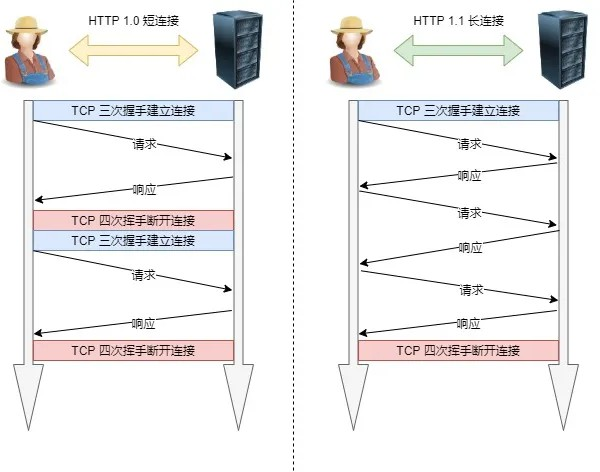 HTTP 1.0 短连接
TCP 三次握手建立连接
请求
响应
TCP 四次挥手断开连接
TCP 三次握手建立连接
请求
响应
TCP 四次挥手断开连接
HTTP 1.1 长连接
TCP 三次握手建立连接
请求
响应
请求
响应
请求
响应
TCP 四次挥手断开连接